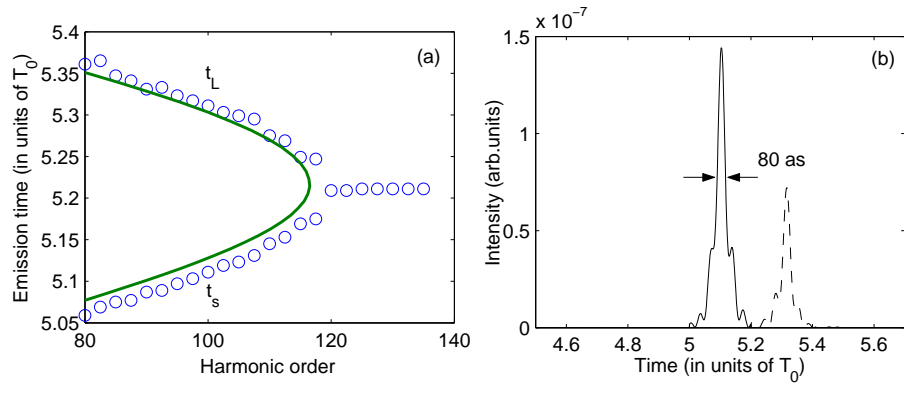 (a)
5.4
5.35
5.3
5.25
5.2
5.15
5.1
5.05
Emission time (in units of T0)
tL
ts
80
100
120
140
Harmonic order
x 10−7
(b)
1.5
1
0.5
0
Intensity (arb.units)
80 as
4.6
4.8
5
5.2
5.4
5.6
Time (in units of T0)